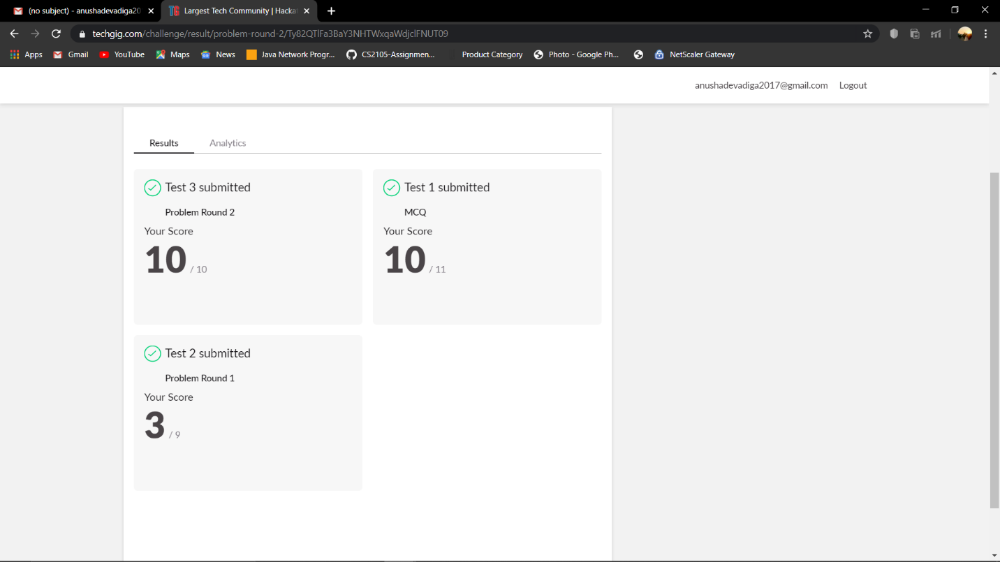 (no subject) - anushadevadiga20
Largest Tech Community | Hacka
techgig.com/challenge/result/problem-round-2/Ty82QTlFa3BaY3NHTWxqaWdjclFNUT09
Apps Gmail YouTube Maps News Java Network Progr... CS2105-Assignmen... Product Category Photo - Google Ph... NetScaler Gateway
anushadevadiga2017@gmail.com Logout
Results Analytics
Test 3 submitted
Problem Round 2
Your Score
10 / 10
Test 1 submitted
MCQ
Your Score
10 / 11
Test 2 submitted
Problem Round 1
Your Score
3 / 9